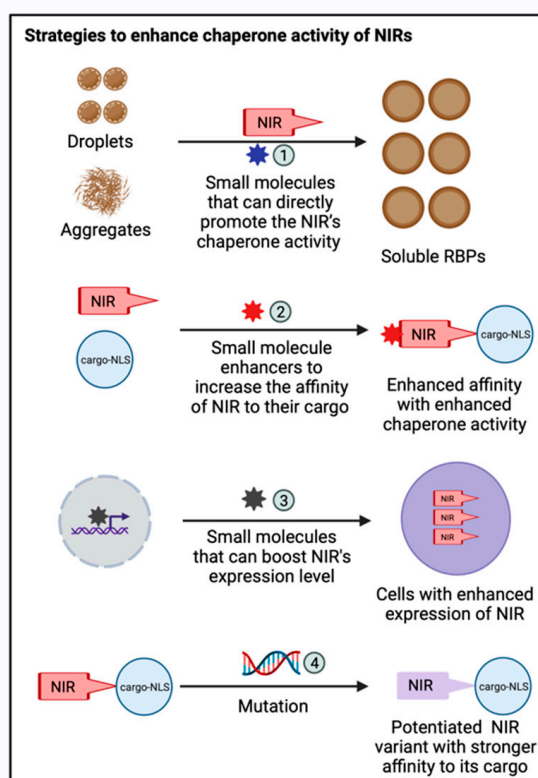 Strategies to enhance chaperone activity of NIRs
Droplets
Aggregates
NIR
1
Small molecules
that can directly
promote the NIR's
chaperone activity
Soluble RBPs
NIR
cargo-NLS
2
Small molecule
enhancers to
increase the affinity
of NIR to their cargo
NIR
cargo-NLS
Enhanced affinity
with enhanced
chaperone activity
3
Small molecules
that can boost NIR's
expression level
NIR
NIR
NIR
Cells with enhanced
expression of NIR
NIR
cargo-NLS
4
Mutation
NIR
cargo-NLS
Potentiated NIR
variant with stronger
affinity to its cargo